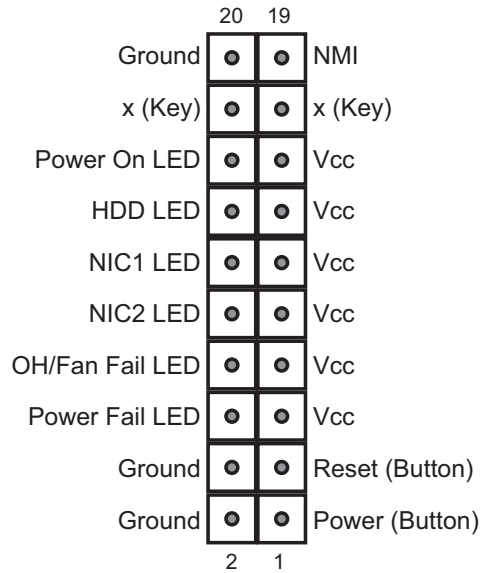 20 19
Ground NMI
x (Key) x (Key)
Power On LED Vcc
HDD LED Vcc
NIC1 LED Vcc
NIC2 LED Vcc
OH/Fan Fail LED Vcc
Power Fail LED Vcc
Ground Reset (Button)
Ground Power (Button)
2 1